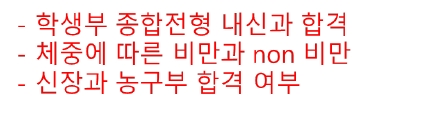 - 학생부 종합전형 내신과 합격
- 체중에 따른 비만과 non 비만
- 신장과 농구부 합격 여부